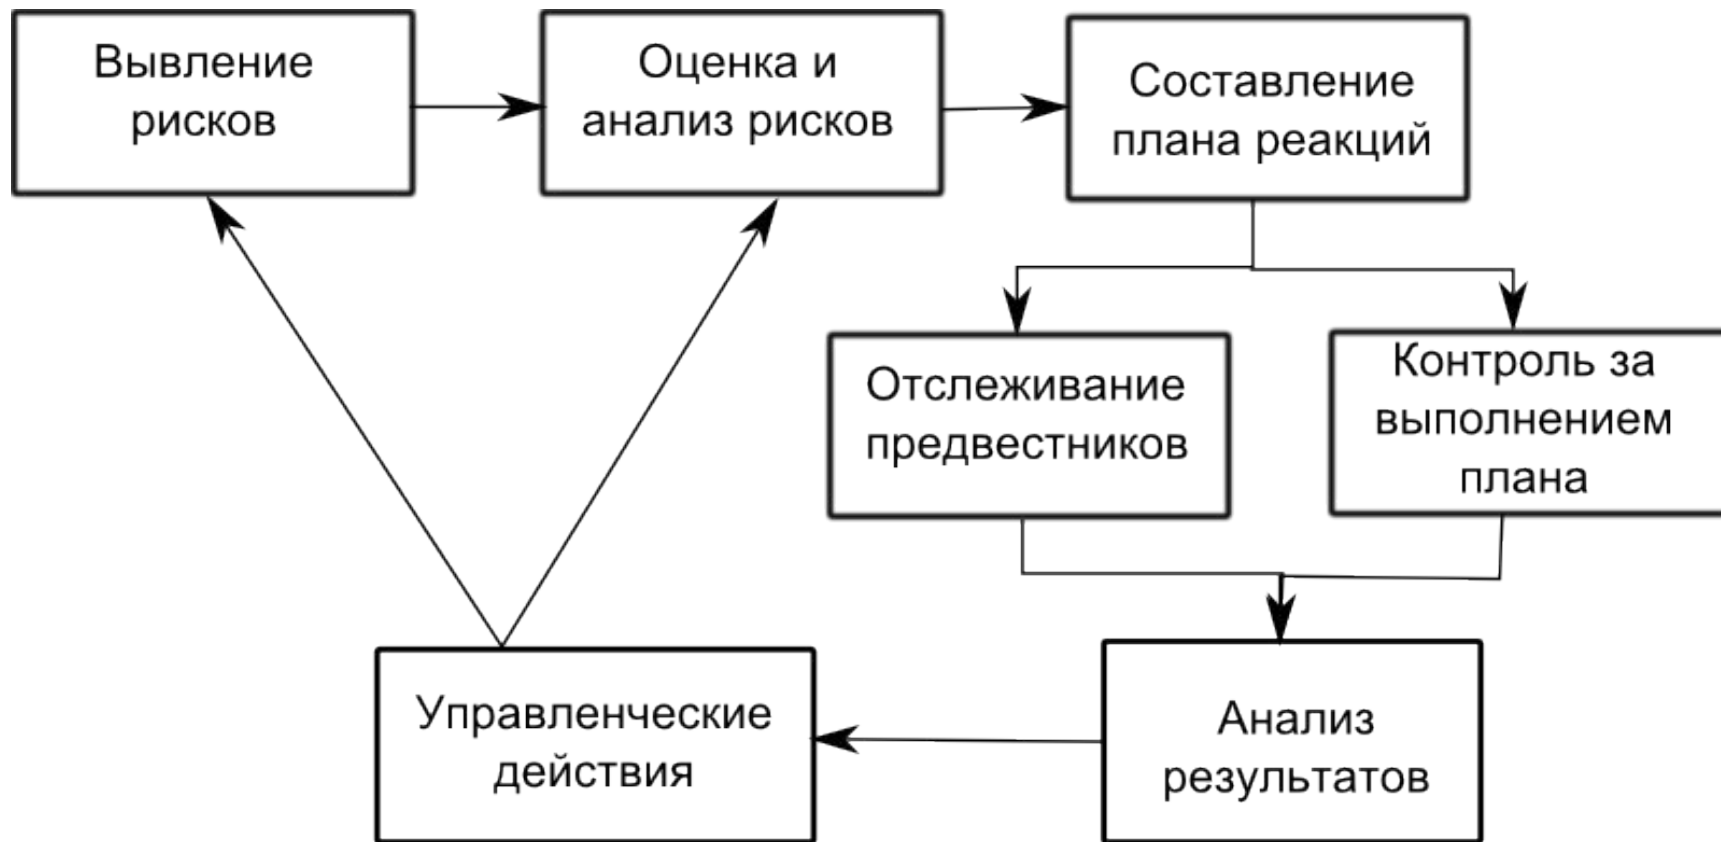 Вывление
рисков
Оценка и
анализ рисков
Составление
плана реакций
Отслеживание
предвестников
Контроль за
выполнением
плана
Управленческие
действия
Анализ
результатов